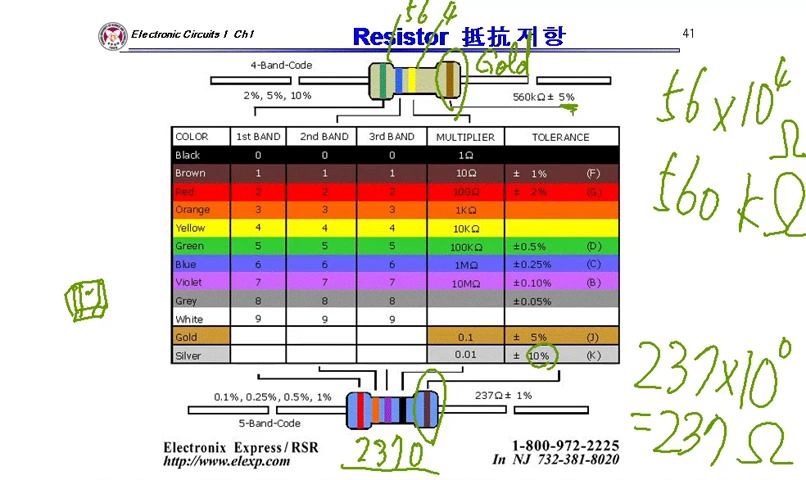 Electronic Circuits 1 Ch1
Resistor 抵抗 저항
41
56 4
Gold
4-Band-Code
2%, 5%, 10%
560kΩ ± 5%
56 x 10⁴ Ω
560 kΩ
COLOR 1st BAND 2nd BAND 3rd BAND MULTIPLIER TOLERANCE
Black 0 0 0 1Ω
Brown 1 1 1 10Ω ± 1% (F)
Red 2 2 2 100Ω ± 2% (G)
Orange 3 3 3 1KΩ
Yellow 4 4 4 10KΩ
Green 5 5 5 100KΩ ±0.5% (D)
Blue 6 6 6 1MΩ ±0.25% (C)
Violet 7 7 7 10MΩ ±0.10% (B)
Grey 8 8 8 ±0.05%
White 9 9 9
Gold 0.1 ± 5% (J)
Silver 0.01 ± 10% (K)
237 x 10⁰
= 237 Ω
0.1%, 0.25%, 0.5%, 1%
237Ω ± 1%
5-Band-Code
2370
Electronix Express/RSR
http://www.elexp.com
1-800-972-2225
In NJ 732-381-8020